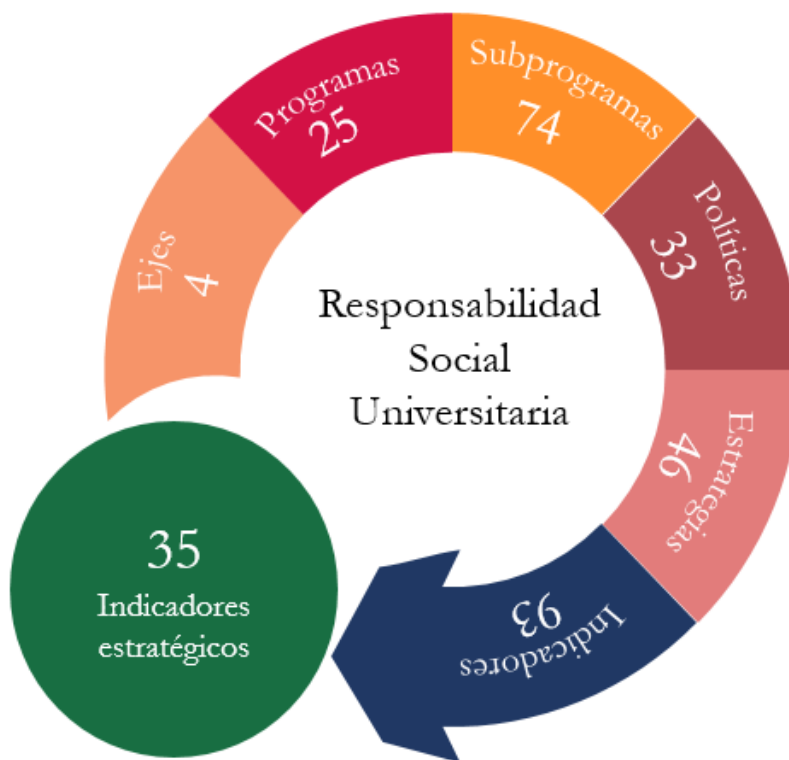 Ejes
4
Programas
25
Subprogramas
74
Políticas
33
Estrategias
46
Indicadores
93
35
Indicadores
estratégicos
Responsabilidad
Social
Universitaria